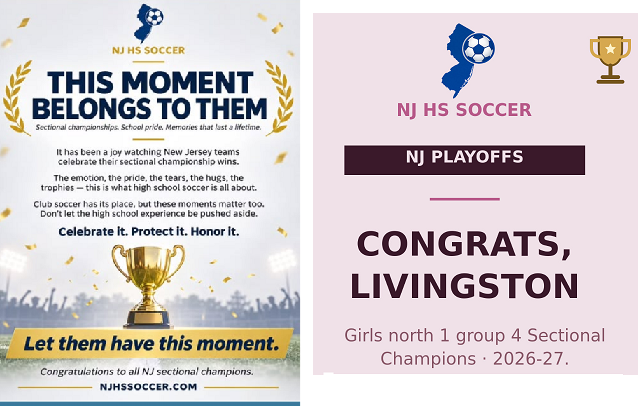 NJ HS SOCCER
THIS MOMENT
BELONGS TO THEM
Sectional championships. School pride. Memories that last a lifetime.
It has been a joy watching New Jersey teams
celebrate their sectional championship wins.
The emotion, the pride, the tears, the hugs, the
trophies — this is what high school soccer is all about.
Club soccer has its place, but these moments matter too.
Don't let the high school experience be pushed aside.
Celebrate it. Protect it. Honor it.
Let them have this moment.
Congratulations to all NJ sectional champions.
NJHSSOCCER.COM
NJ HS SOCCER
NJ PLAYOFFS
CONGRATS,
LIVINGSTON
Girls north 1 group 4 Sectional
Champions · 2026-27.